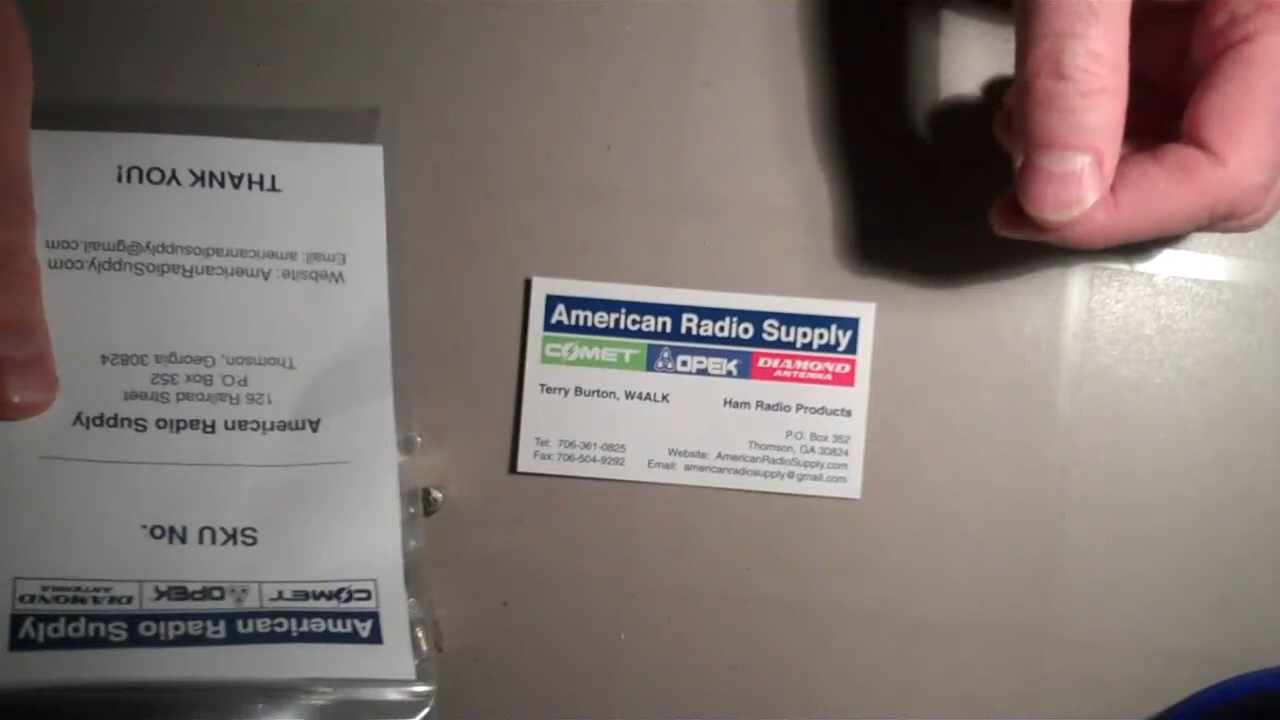 American Radio Supply
COMET OPEK DIAMOND ANTENNA
Terry Burton, W4ALK
Ham Radio Products
Tel: 706-361-0825
Fax: 706-504-9292
P.O. Box 352
Thomson, GA 30824
Website: AmericanRadioSupply.com
Email: americanradiosupply@gmail.com
American Radio Supply
COMET OPEK DIAMOND ANTENNA
SKU No.
American Radio Supply
126 Railroad Street
P.O. Box 352
Thomson, Georgia 30824
Website: AmericanRadioSupply.com
Email: americanradiosupply@gmail.com
THANK YOU!